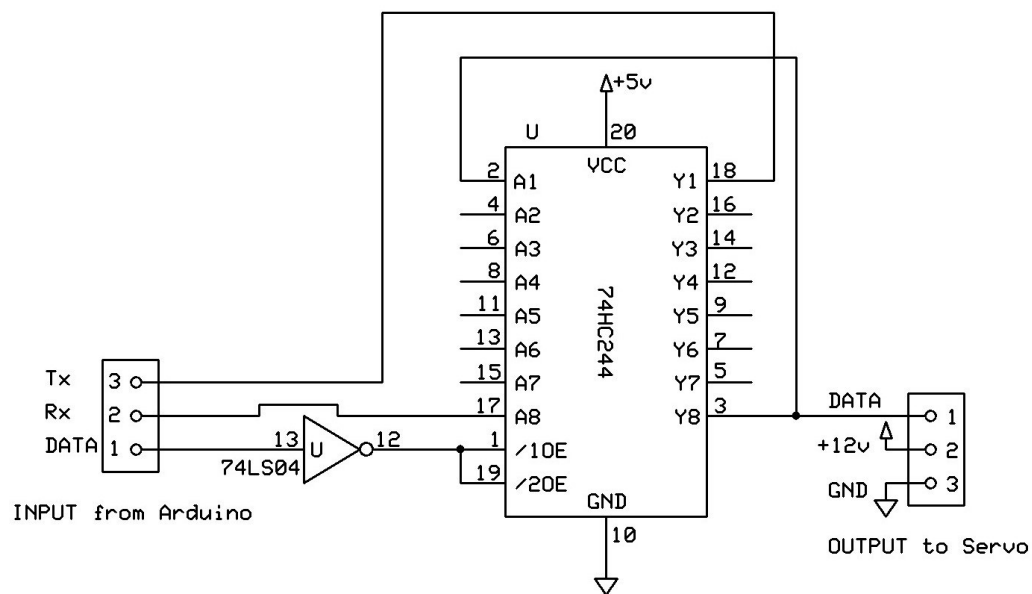 +5v
U 20
VCC
2 A1 Y1 18
4 A2 Y2 16
6 A3 Y3 14
8 A4 Y4 12
11 A5 Y5 9
13 A6 Y6 7
15 A7 Y7 5
17 A8 Y8 3
1 /1OE
19 /2OE
74HC244
GND
10
Tx 3
Rx 2
DATA 1
13 U 12
74LS04
INPUT from Arduino
DATA 1
+12v 2
GND 3
OUTPUT to Servo